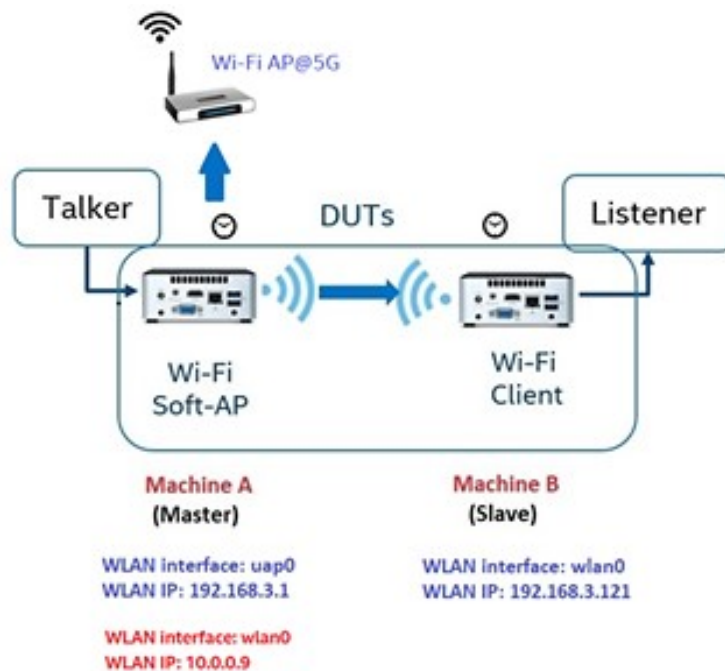 Wi-Fi AP@5G
Talker
DUTs
Listener
Wi-Fi
Soft-AP
Wi-Fi
Client
Machine A
(Master)
Machine B
(Slave)
WLAN interface: uap0
WLAN IP: 192.168.3.1
WLAN interface: wlan0
WLAN IP: 192.168.3.121
WLAN interface: wlan0
WLAN IP: 10.0.0.9